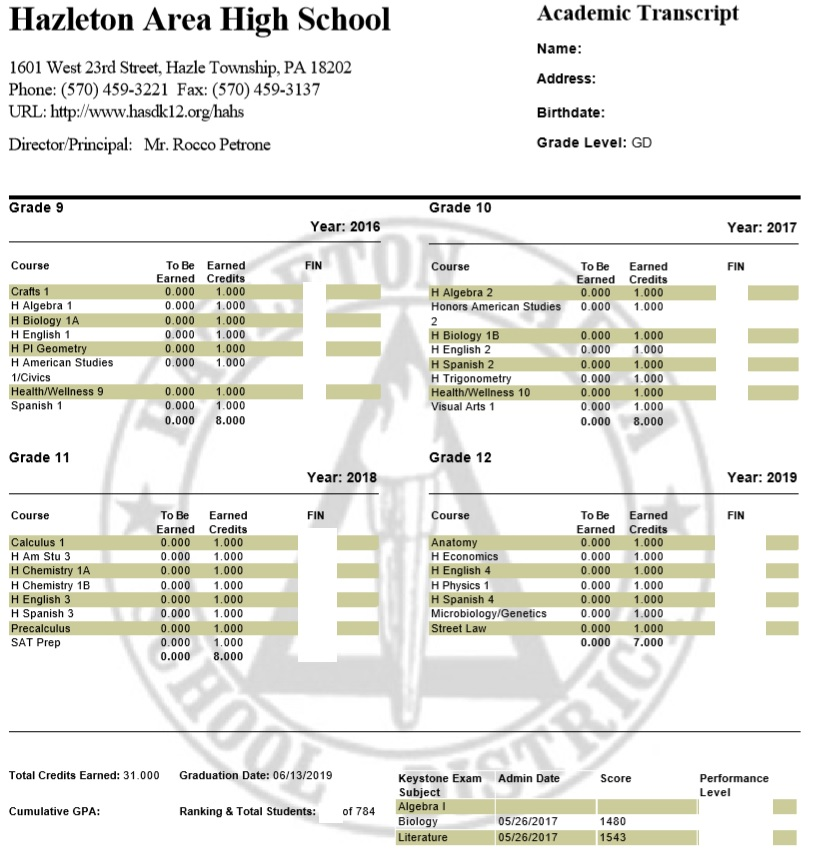 Hazleton Area High School
Academic Transcript
1601 West 23rd Street, Hazle Township, PA 18202
Phone: (570) 459-3221 Fax: (570) 459-3137
URL: http://www.hasdk12.org/hahs
Director/Principal: Mr. Rocco Petrone
Name:
Address:
Birthdate:
Grade Level: GD
Grade 9
Year: 2016
Course To Be Earned FIN
Earned Credits
Crafts 1 0.000 1.000
H Algebra 1 0.000 1.000
H Biology 1A 0.000 1.000
H English 1 0.000 1.000
H Pl Geometry 0.000 1.000
H American Studies 0.000 1.000
1/Civics
Health/Wellness 9 0.000 1.000
Spanish 1 0.000 1.000
0.000 8.000
Grade 10
Year: 2017
Course To Be Earned FIN
Earned Credits
H Algebra 2 0.000 1.000
Honors American Studies 0.000 1.000
2
H Biology 1B 0.000 1.000
H English 2 0.000 1.000
H Spanish 2 0.000 1.000
H Trigonometry 0.000 1.000
Health/Wellness 10 0.000 1.000
Visual Arts 1 0.000 1.000
0.000 8.000
Grade 11
Year: 2018
Course To Be Earned FIN
Earned Credits
Calculus 1 0.000 1.000
H Am Stu 3 0.000 1.000
H Chemistry 1A 0.000 1.000
H Chemistry 1B 0.000 1.000
H English 3 0.000 1.000
H Spanish 3 0.000 1.000
Precalculus 0.000 1.000
SAT Prep 0.000 1.000
0.000 8.000
Grade 12
Year: 2019
Course To Be Earned FIN
Earned Credits
Anatomy 0.000 1.000
H Economics 0.000 1.000
H English 4 0.000 1.000
H Physics 1 0.000 1.000
H Spanish 4 0.000 1.000
Microbiology/Genetics 0.000 1.000
Street Law 0.000 1.000
0.000 7.000
Total Credits Earned: 31.000 Graduation Date: 06/13/2019
Cumulative GPA: Ranking & Total Students: of 784
Keystone Exam Admin Date Score Performance
Subject Level
Algebra I
Biology 05/26/2017 1480
Literature 05/26/2017 1543
HAZLETON AREA
SCHOOL DISTRICT